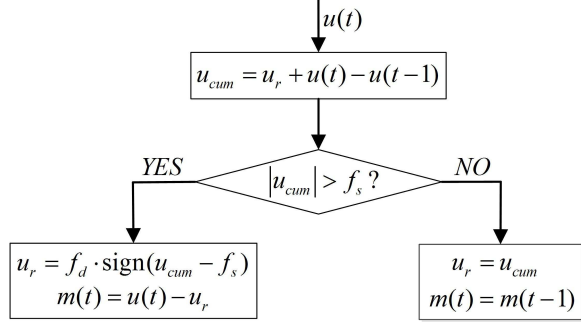 u(t)
u_cum = u_r + u(t) − u(t−1)
YES
|u_cum| > f_s ?
NO
u_r = f_d · sign(u_cum − f_s)
m(t) = u(t) − u_r
u_r = u_cum
m(t) = m(t−1)